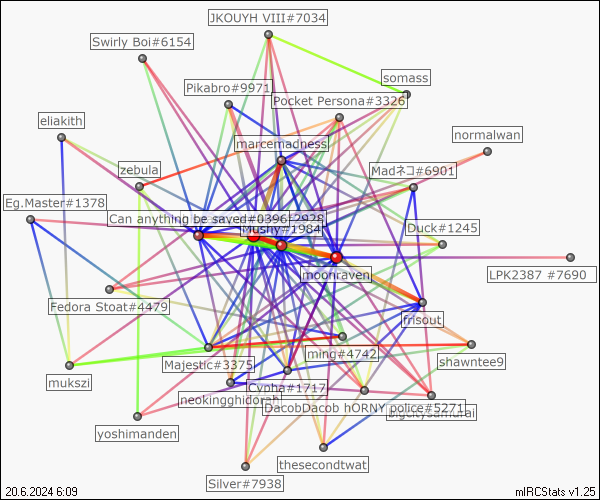 JKOUYH VIII#7034
Swirly Boi#6154
somass
Pikabro#9971
Pocket Persona#3326
eliakith
normalwan
marcemadness
zebula
Madネコ#6901
Eg.Master#1378
Can anything be saved#0396
2928
Mushy#1984
Duck#1245
moonraven
LPK2387 #7690
Fedora Stoat#4479
frisout
ming#4742
Majestic#3375
shawntee9
mukszi
Cypha#1717
neokingghidorah
DacobDacob hORNY police#5271
bigcitysamurai
yoshimanden
thesecondtwat
Silver#7938
20.6.2024 6:09
mIRCStats v1.25